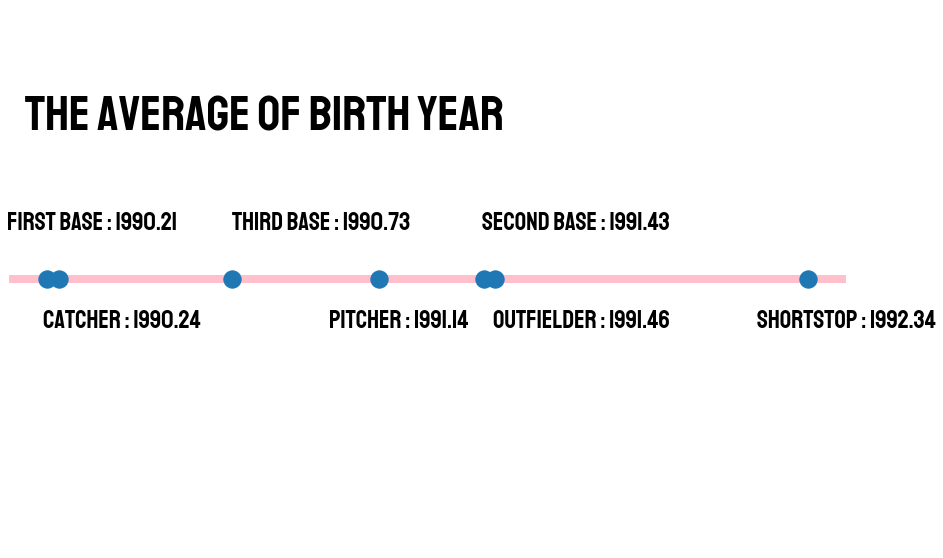 THE AVERAGE OF BIRTH YEAR
FIRST BASE : 1990.21
THIRD BASE : 1990.73
SECOND BASE : 1991.43
CATCHER : 1990.24
PITCHER : 1991.14
OUTFIELDER : 1991.46
SHORTSTOP : 1992.34